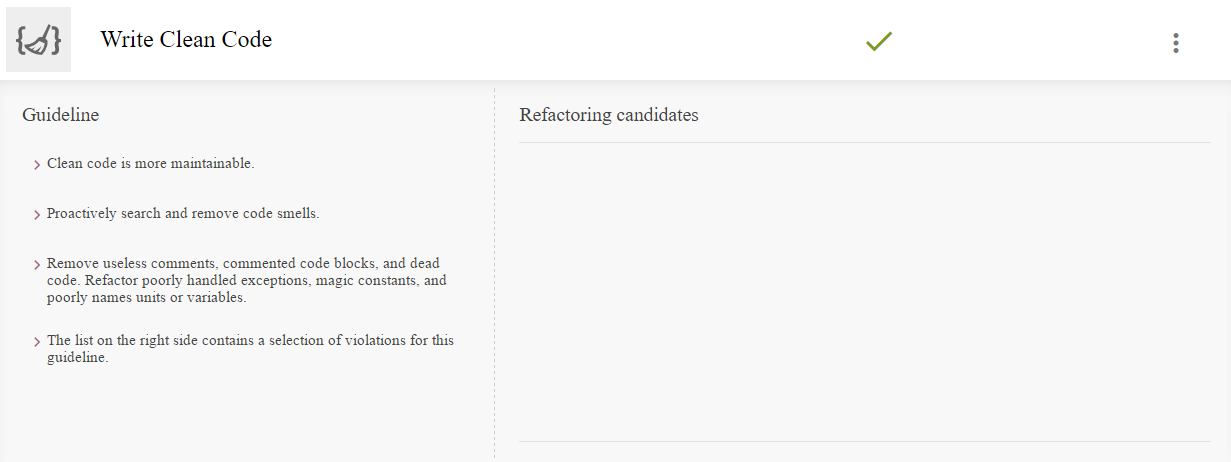 Write Clean Code
Guideline
Clean code is more maintainable.
Proactively search and remove code smells.
Remove useless comments, commented code blocks, and dead
code. Refactor poorly handled exceptions, magic constants, and
poorly names units or variables.
The list on the right side contains a selection of violations for this
guideline.
Refactoring candidates